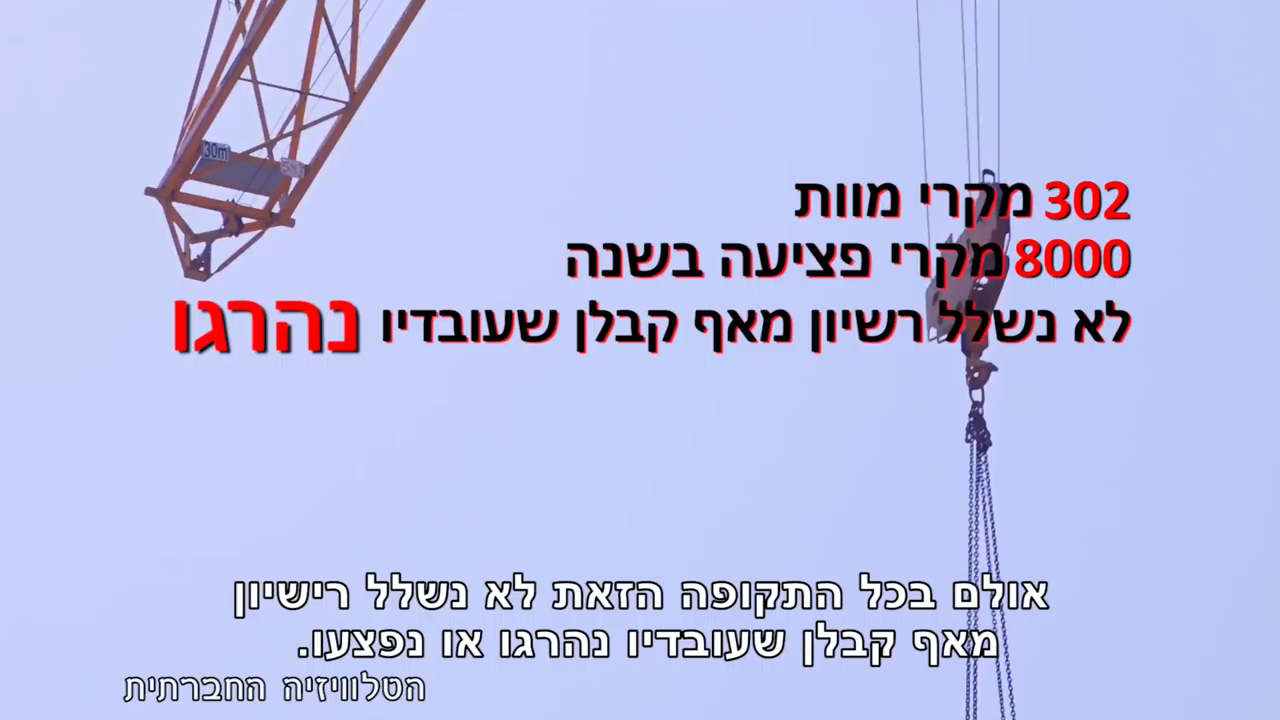 30m
302 מקרי מוות
8000 מקרי פציעה בשנה
לא נשלל רשיון מאף קבלן שעובדיו נהרגו
אולם בכל התקופה הזאת לא נשלל רישיון
מאף קבלן שעובדיו נהרגו או נפצעו.
הטלוויזיה החברתית